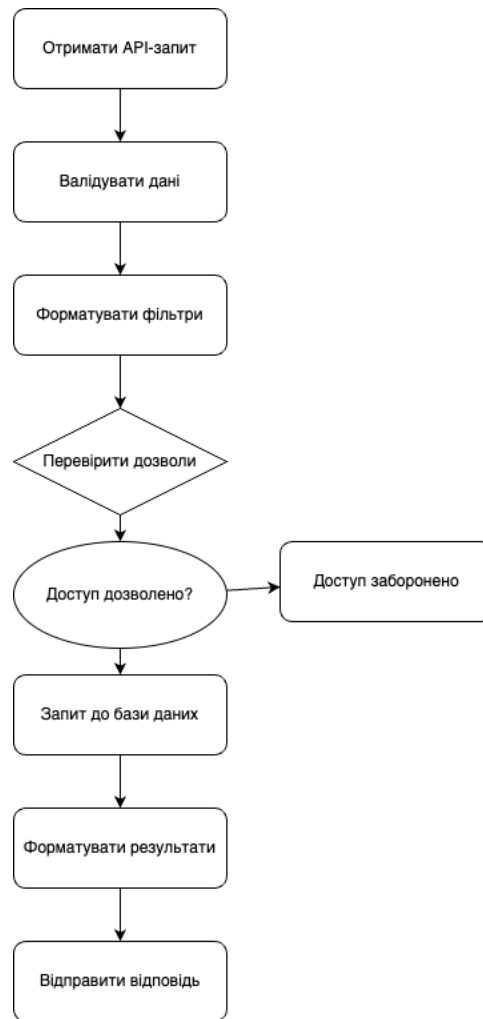 Отримати API-запит
Валідувати дані
Форматувати фільтри
Перевірити дозволи
Доступ дозволено?
Доступ заборонено
Запит до бази даних
Форматувати результати
Відправити відповідь